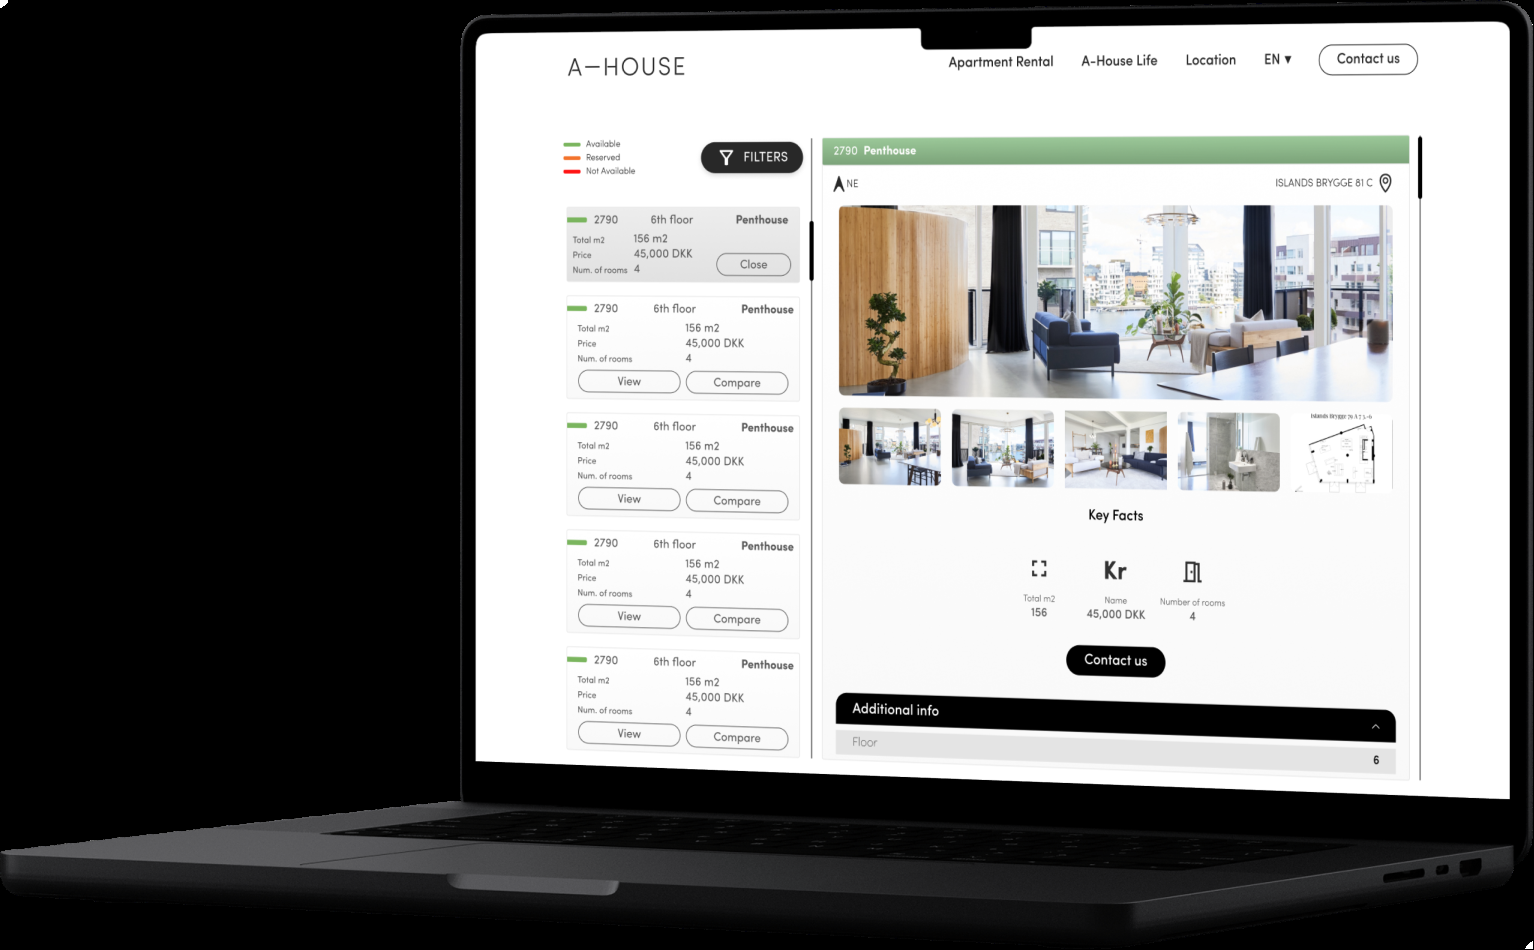 A—HOUSE
Apartment Rental A-House Life Location EN ▼ Contact us
Available
Reserved
Not Available
FILTERS
2790 6th floor Penthouse
Total m2 156 m2
Price 45,000 DKK
Num. of rooms 4
Close
2790 6th floor Penthouse
Total m2 156 m2
Price 45,000 DKK
Num. of rooms 4
View Compare
2790 6th floor Penthouse
Total m2 156 m2
Price 45,000 DKK
Num. of rooms 4
View Compare
2790 6th floor Penthouse
Total m2 156 m2
Price 45,000 DKK
Num. of rooms 4
View Compare
2790 6th floor Penthouse
Total m2 156 m2
Price 45,000 DKK
Num. of rooms 4
View Compare
2790 Penthouse
NE
ISLANDS BRYGGE 81 C
Islands Brygge 79 A 7 5-6
Key Facts
Kr
Total m2 Name Number of rooms
156 45,000 DKK 4
Contact us
Additional info
Floor 6